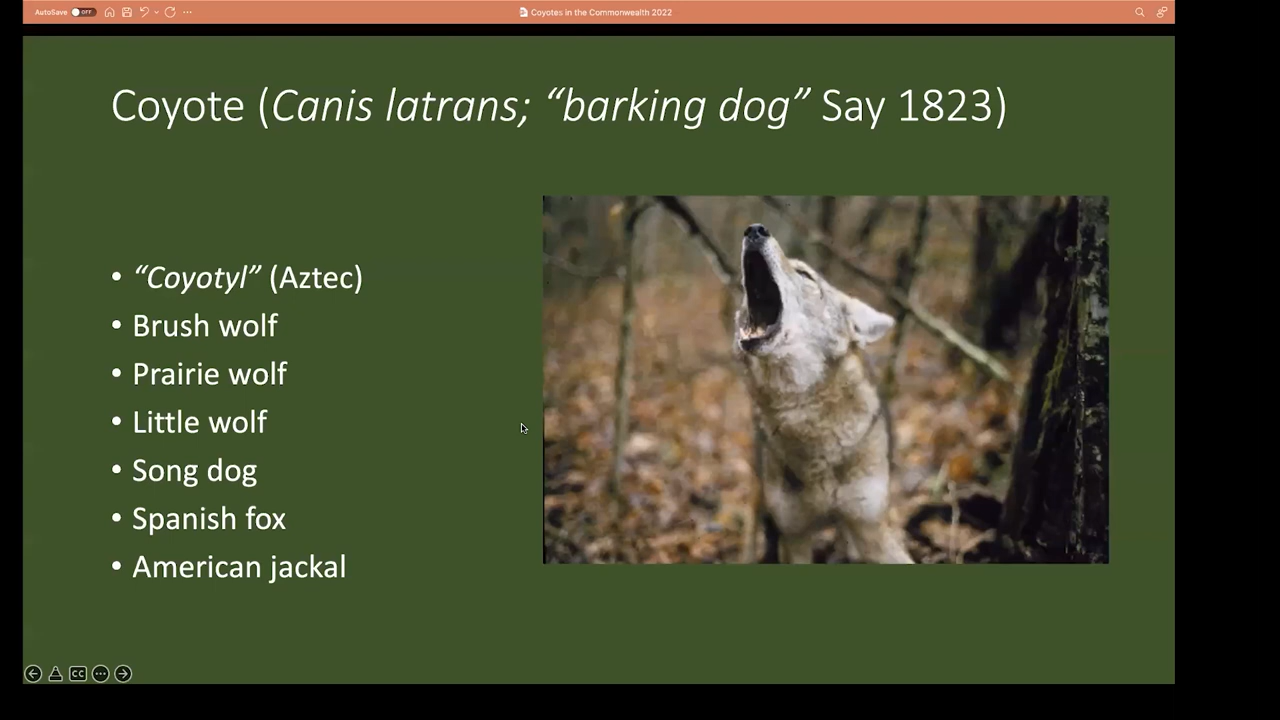 AutoSave OFF
Coyotes in the Commonwealth 2022
Coyote (Canis latrans; “barking dog” Say 1823)
• “Coyotyl” (Aztec)
• Brush wolf
• Prairie wolf
• Little wolf
• Song dog
• Spanish fox
• American jackal
CC